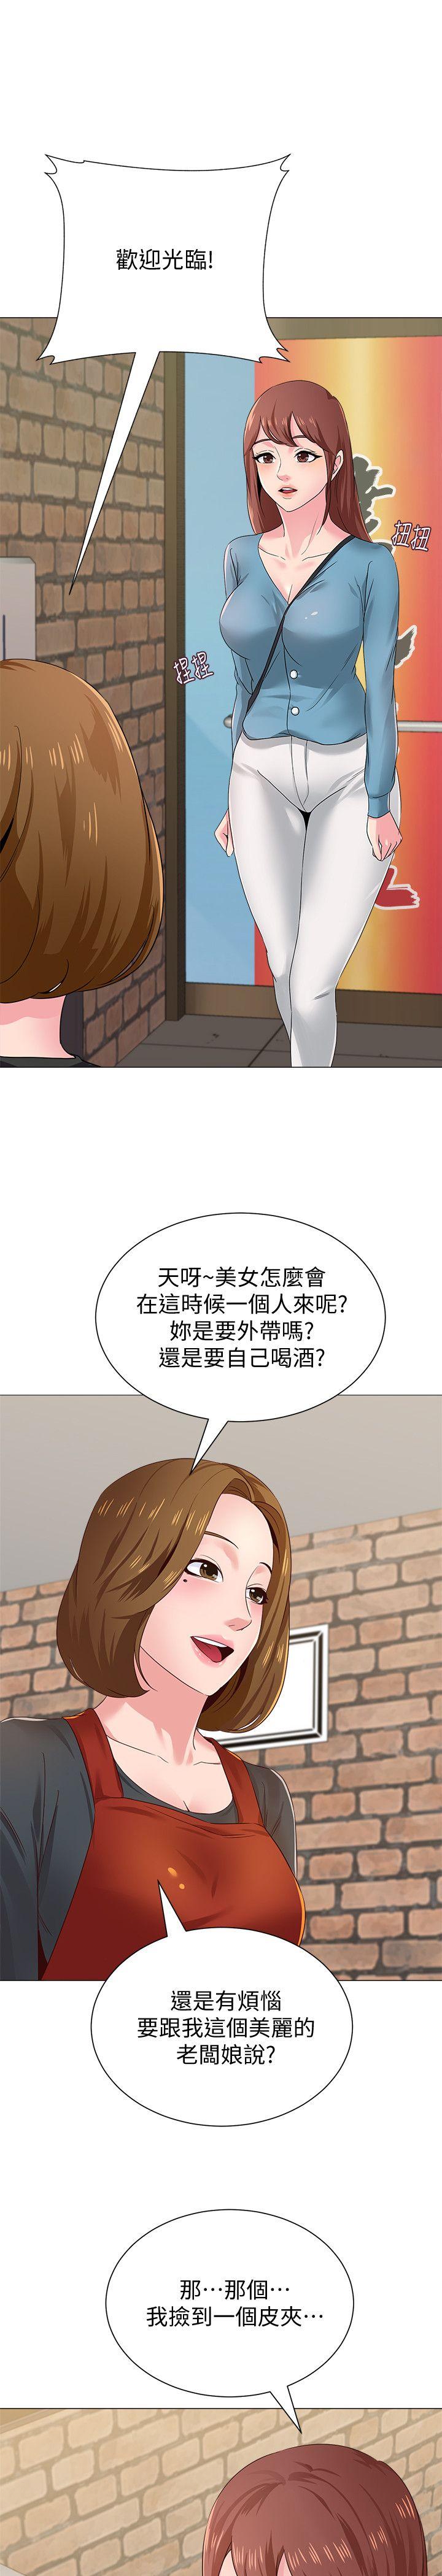 歡迎光臨!
扭扭
捏捏
天呀~美女怎麼會
在這時候一個人來呢?
妳是要外帶嗎?
還是要自己喝酒?
還是有煩惱
要跟我這個美麗的
老闆娘說?
那⋯那個⋯
我撿到一個皮夾⋯